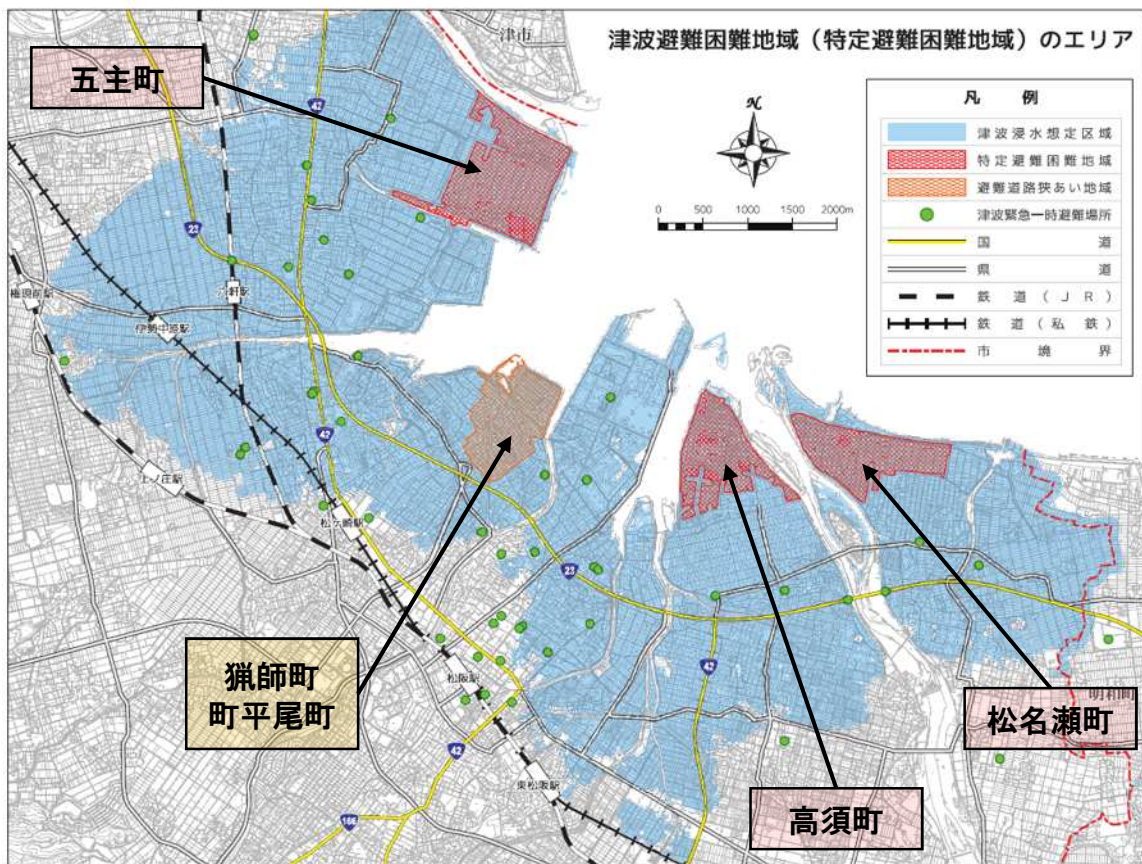 津波避難困難地域（特定避難困難地域）のエリア
津市
五主町
N
0 500 1000 1500 2000m
凡例
津波浸水想定区域
特定避難困難地域
避難道路狭あい地域
津波緊急一時避難場所
国道
県道
鉄道（ＪＲ）
鉄道（私鉄）
市境界
42
23
権現前駅
六軒駅
伊勢中原駅
42
上ノ庄駅
松ヶ崎駅
23
猟師町
町平尾町
松阪駅
42
明和町
松名瀬町
42
東松阪駅
高須町
166